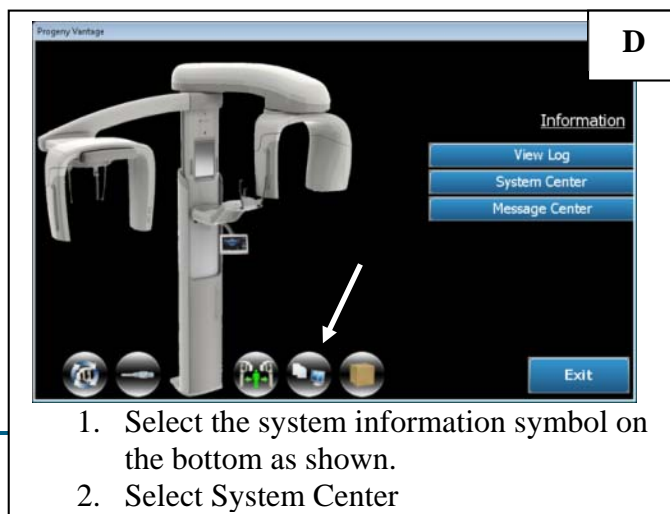 Progeny Vantage
D
Information
View Log
System Center
Message Center
Exit
1. Select the system information symbol on
the bottom as shown.
2. Select System Center